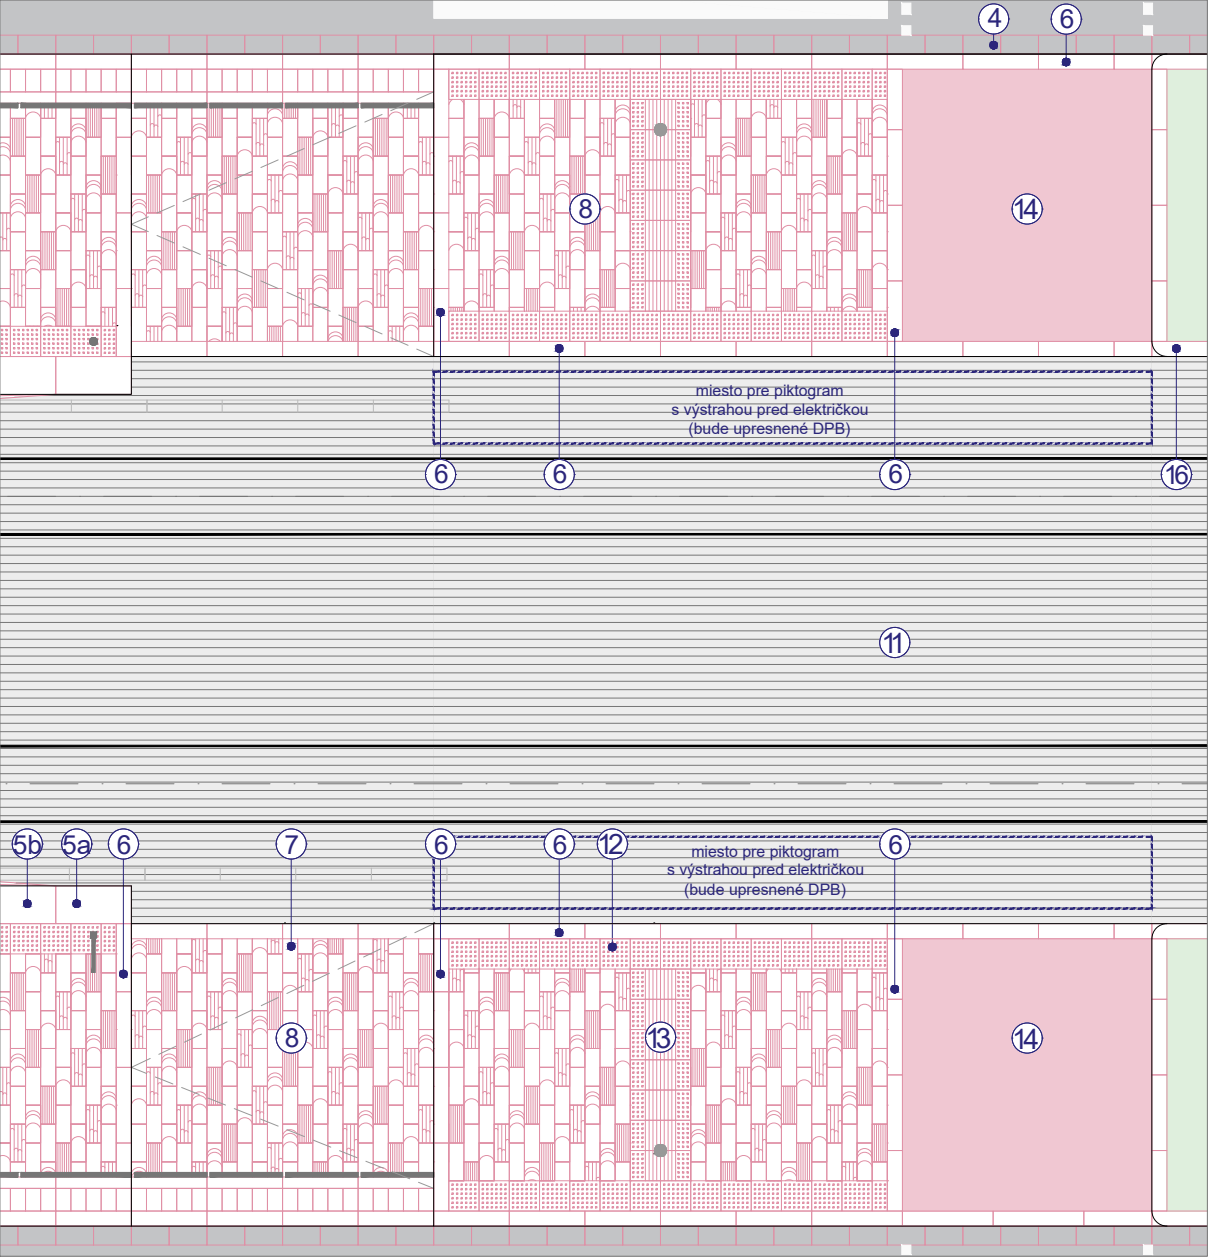 4 6
8 14
miesto pre piktogram
s výstrahou pred električkou
(bude upresnené DPB)
6 6 6 16
11
5b 5a 6 7 6 6 12 6
miesto pre piktogram
s výstrahou pred električkou
(bude upresnené DPB)
8 13 14